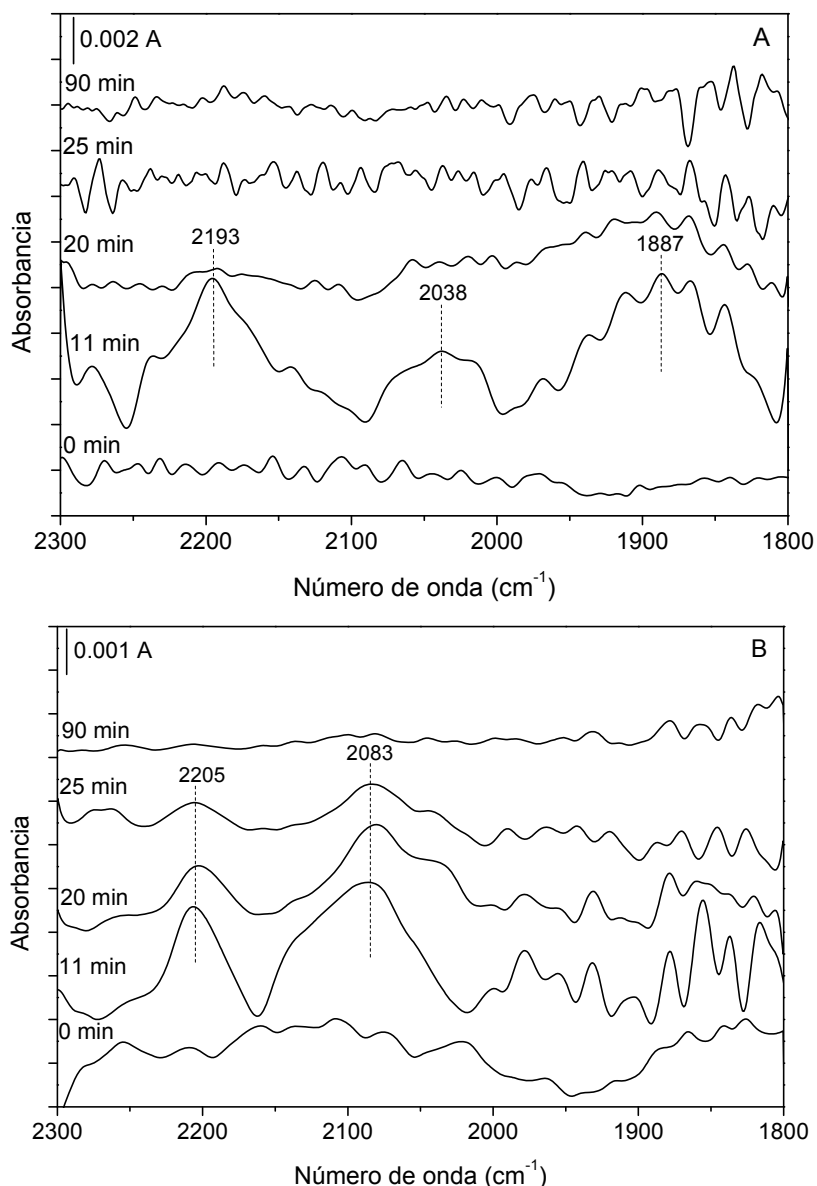 0.002 A
A
90 min
25 min
20 min
2193
1887
2038
11 min
0 min
Absorbancia
2300 2200 2100 2000 1900 1800
Número de onda (cm⁻¹)
0.001 A
B
90 min
2083
2205
25 min
20 min
11 min
0 min
Absorbancia
2300 2200 2100 2000 1900 1800
Número de onda (cm⁻¹)